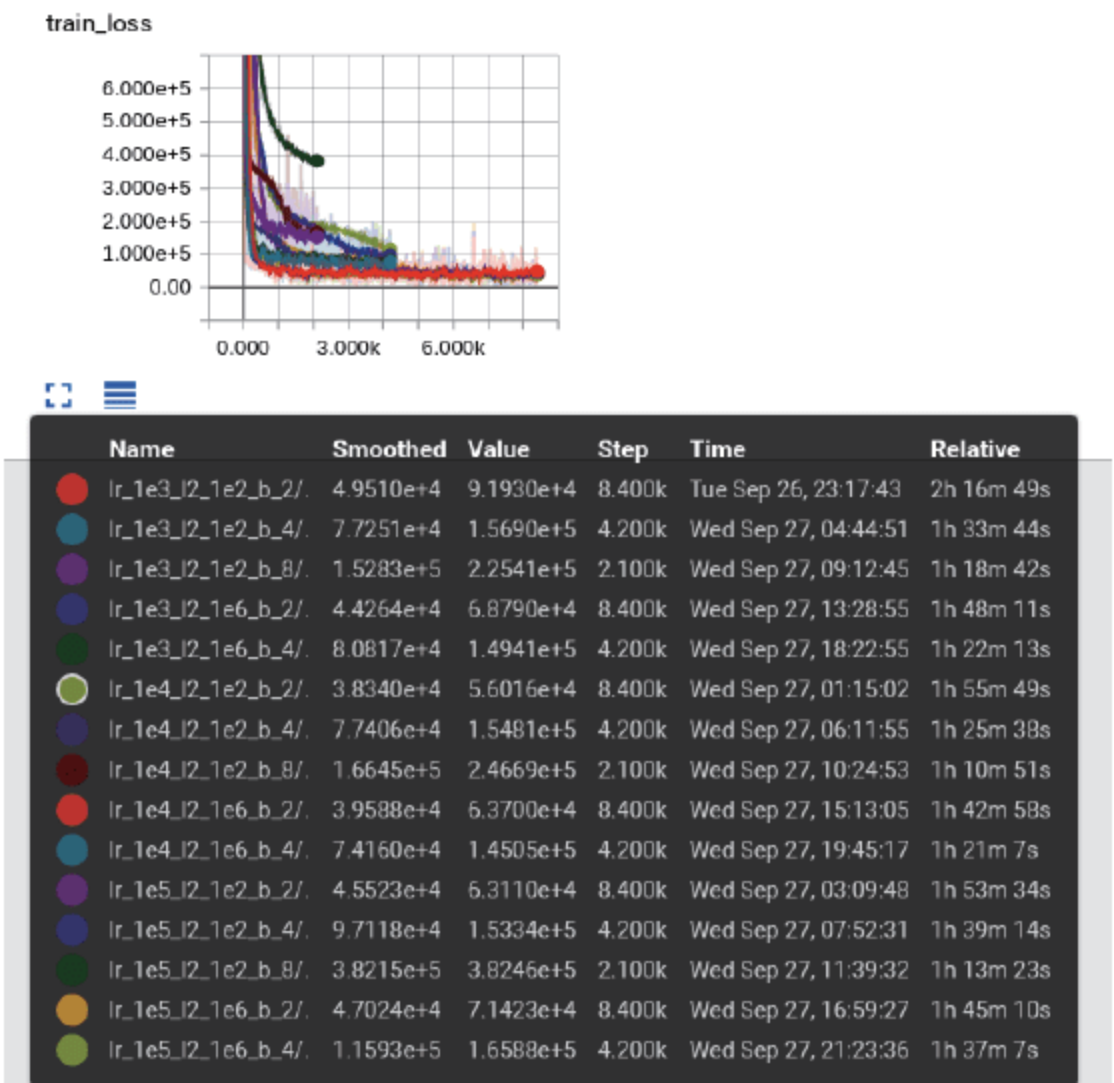 train_loss
6.000e+5
5.000e+5
4.000e+5
3.000e+5
2.000e+5
1.000e+5
0.00
0.000 3.000k 6.000k
Name Smoothed Value Step Time Relative
lr_1e3_l2_1e2_b_2/. 4.9510e+4 9.1930e+4 8.400k Tue Sep 26, 23:17:43 2h 16m 49s
lr_1e3_l2_1e2_b_4/. 7.7251e+4 1.5690e+5 4.200k Wed Sep 27, 04:44:51 1h 33m 44s
lr_1e3_l2_1e2_b_8/. 1.5283e+5 2.2541e+5 2.100k Wed Sep 27, 09:12:45 1h 18m 42s
lr_1e3_l2_1e6_b_2/. 4.4264e+4 6.8790e+4 8.400k Wed Sep 27, 13:28:55 1h 48m 11s
lr_1e3_l2_1e6_b_4/. 8.0817e+4 1.4941e+5 4.200k Wed Sep 27, 18:22:55 1h 22m 13s
lr_1e4_l2_1e2_b_2/. 3.8340e+4 5.6016e+4 8.400k Wed Sep 27, 01:15:02 1h 55m 49s
lr_1e4_l2_1e2_b_4/. 7.7406e+4 1.5481e+5 4.200k Wed Sep 27, 06:11:55 1h 25m 38s
lr_1e4_l2_1e2_b_8/. 1.6645e+5 2.4669e+5 2.100k Wed Sep 27, 10:24:53 1h 10m 51s
lr_1e4_l2_1e6_b_2/. 3.9588e+4 6.3700e+4 8.400k Wed Sep 27, 15:13:05 1h 42m 58s
lr_1e4_l2_1e6_b_4/. 7.4160e+4 1.4505e+5 4.200k Wed Sep 27, 19:45:17 1h 21m 7s
lr_1e5_l2_1e2_b_2/. 4.5523e+4 6.3110e+4 8.400k Wed Sep 27, 03:09:48 1h 53m 34s
lr_1e5_l2_1e2_b_4/. 9.7118e+4 1.5334e+5 4.200k Wed Sep 27, 07:52:31 1h 39m 14s
lr_1e5_l2_1e2_b_8/. 3.8215e+5 3.8246e+5 2.100k Wed Sep 27, 11:39:32 1h 13m 23s
lr_1e5_l2_1e6_b_2/. 4.7024e+4 7.1423e+4 8.400k Wed Sep 27, 16:59:27 1h 45m 10s
lr_1e5_l2_1e6_b_4/. 1.1593e+5 1.6588e+5 4.200k Wed Sep 27, 21:23:36 1h 37m 7s